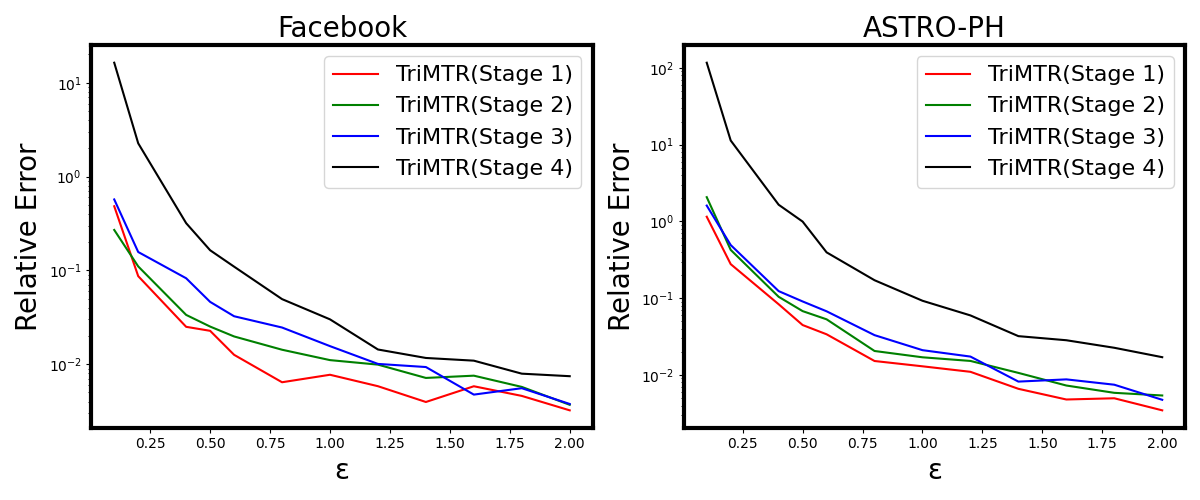 Facebook
TriMTR(Stage 1)
TriMTR(Stage 2)
TriMTR(Stage 3)
TriMTR(Stage 4)
Relative Error
10¹
10⁰
10⁻¹
10⁻²
0.25 0.50 0.75 1.00 1.25 1.50 1.75 2.00
ε
ASTRO-PH
TriMTR(Stage 1)
TriMTR(Stage 2)
TriMTR(Stage 3)
TriMTR(Stage 4)
Relative Error
10²
10¹
10⁰
10⁻¹
10⁻²
0.25 0.50 0.75 1.00 1.25 1.50 1.75 2.00
ε